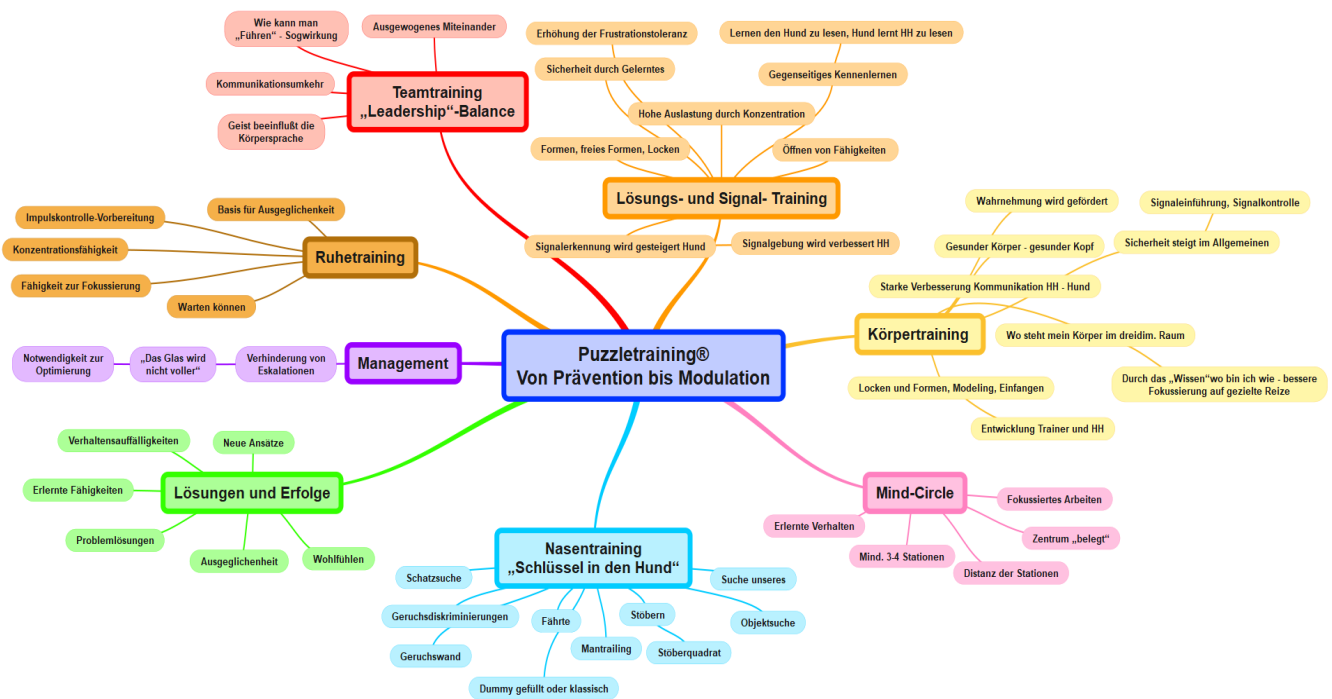 Puzzletraining®
Von Prävention bis Modulation
Teamtraining
„Leadership“-Balance
Wie kann man
„Führen“ - Sogwirkung
Ausgewogenes Miteinander
Kommunikationsumkehr
Geist beeinflußt die
Körpersprache
Lösungs- und Signal- Training
Erhöhung der Frustrationstoleranz
Lernen den Hund zu lesen, Hund lernt HH zu lesen
Sicherheit durch Gelerntes
Gegenseitiges Kennenlernen
Hohe Auslastung durch Konzentration
Formen, freies Formen, Locken
Öffnen von Fähigkeiten
Signalerkennung wird gesteigert Hund
Signalgebung wird verbessert HH
Körpertraining
Wahrnehmung wird gefördert
Signaleinführung, Signalkontrolle
Gesunder Körper - gesunder Kopf
Sicherheit steigt im Allgemeinen
Starke Verbesserung Kommunikation HH - Hund
Wo steht mein Körper im dreidim. Raum
Durch das „Wissen“wo bin ich wie - bessere
Fokussierung auf gezielte Reize
Locken und Formen, Modeling, Einfangen
Entwicklung Trainer und HH
Mind-Circle
Fokussiertes Arbeiten
Erlernte Verhalten
Zentrum „belegt“
Mind. 3-4 Stationen
Distanz der Stationen
Nasentraining
„Schlüssel in den Hund“
Schatzsuche
Suche unseres
Geruchsdiskriminierungen
Fährte
Stöbern
Objektsuche
Geruchswand
Mantrailing
Stöberquadrat
Dummy gefüllt oder klassisch
Lösungen und Erfolge
Verhaltensauffälligkeiten
Neue Ansätze
Erlernte Fähigkeiten
Problemlösungen
Ausgeglichenheit
Wohlfühlen
Management
Verhinderung von
Eskalationen
„Das Glas wird
nicht voller“
Notwendigkeit zur
Optimierung
Ruhetraining
Basis für Ausgeglichenkeit
Impulskontrolle-Vorbereitung
Konzentrationsfähigkeit
Fähigkeit zur Fokussierung
Warten können